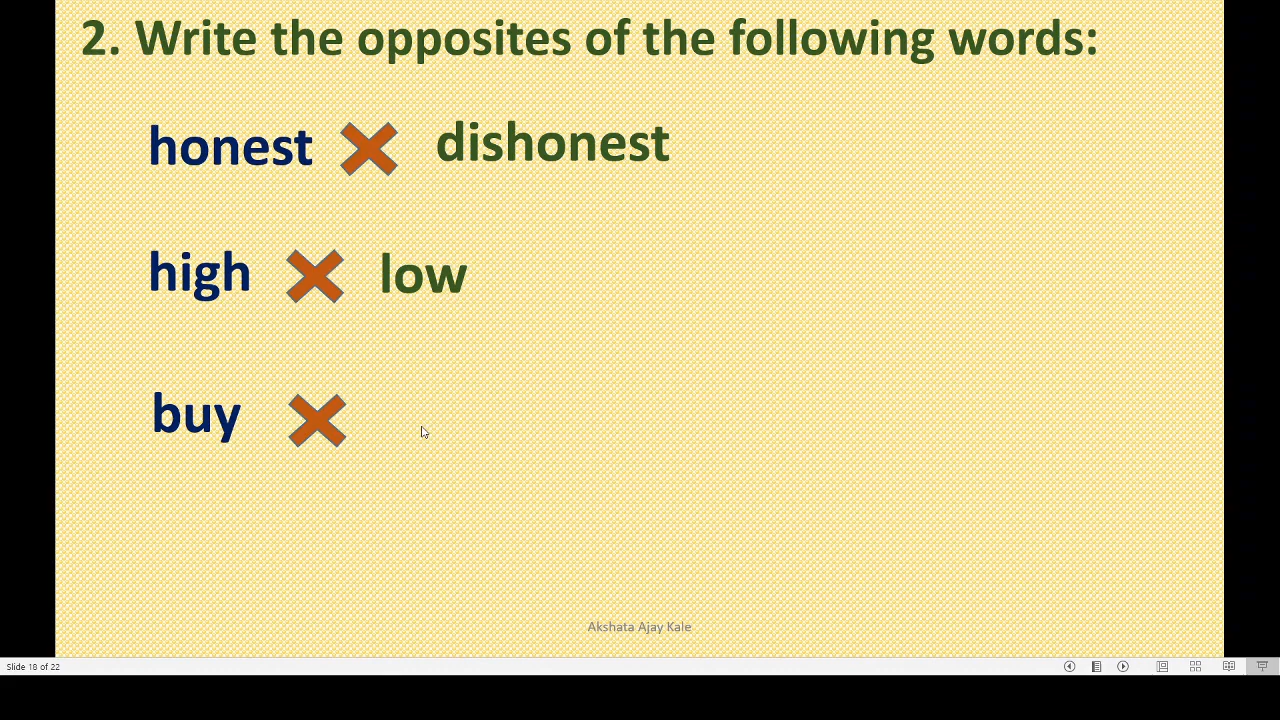 2. Write the opposites of the following words:
honest dishonest
high low
buy
Akshata Ajay Kale
Slide 18 of 22